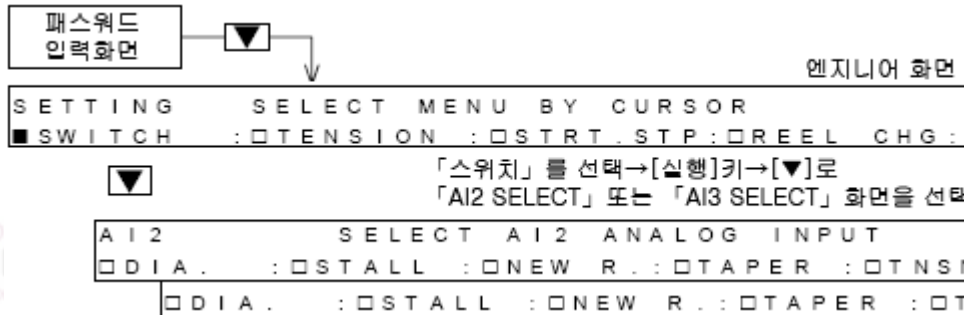 패스워드
입력화면
▼
엔지니어 화면
SETTING SELECT MENU BY CURSOR
■SWITCH :□TENSION :□STRT.STP:□REEL CHG:
▼
「스위치」를 선택→[실행]키→[▼]로
「AI2 SELECT」 또는 「AI3 SELECT」 화면을 선택
AI2 SELECT AI2 ANALOG INPUT
□DIA. :□STALL :□NEW R.:□TAPER :□TNSN
□DIA. :□STALL :□NEW R.:□TAPER :□T